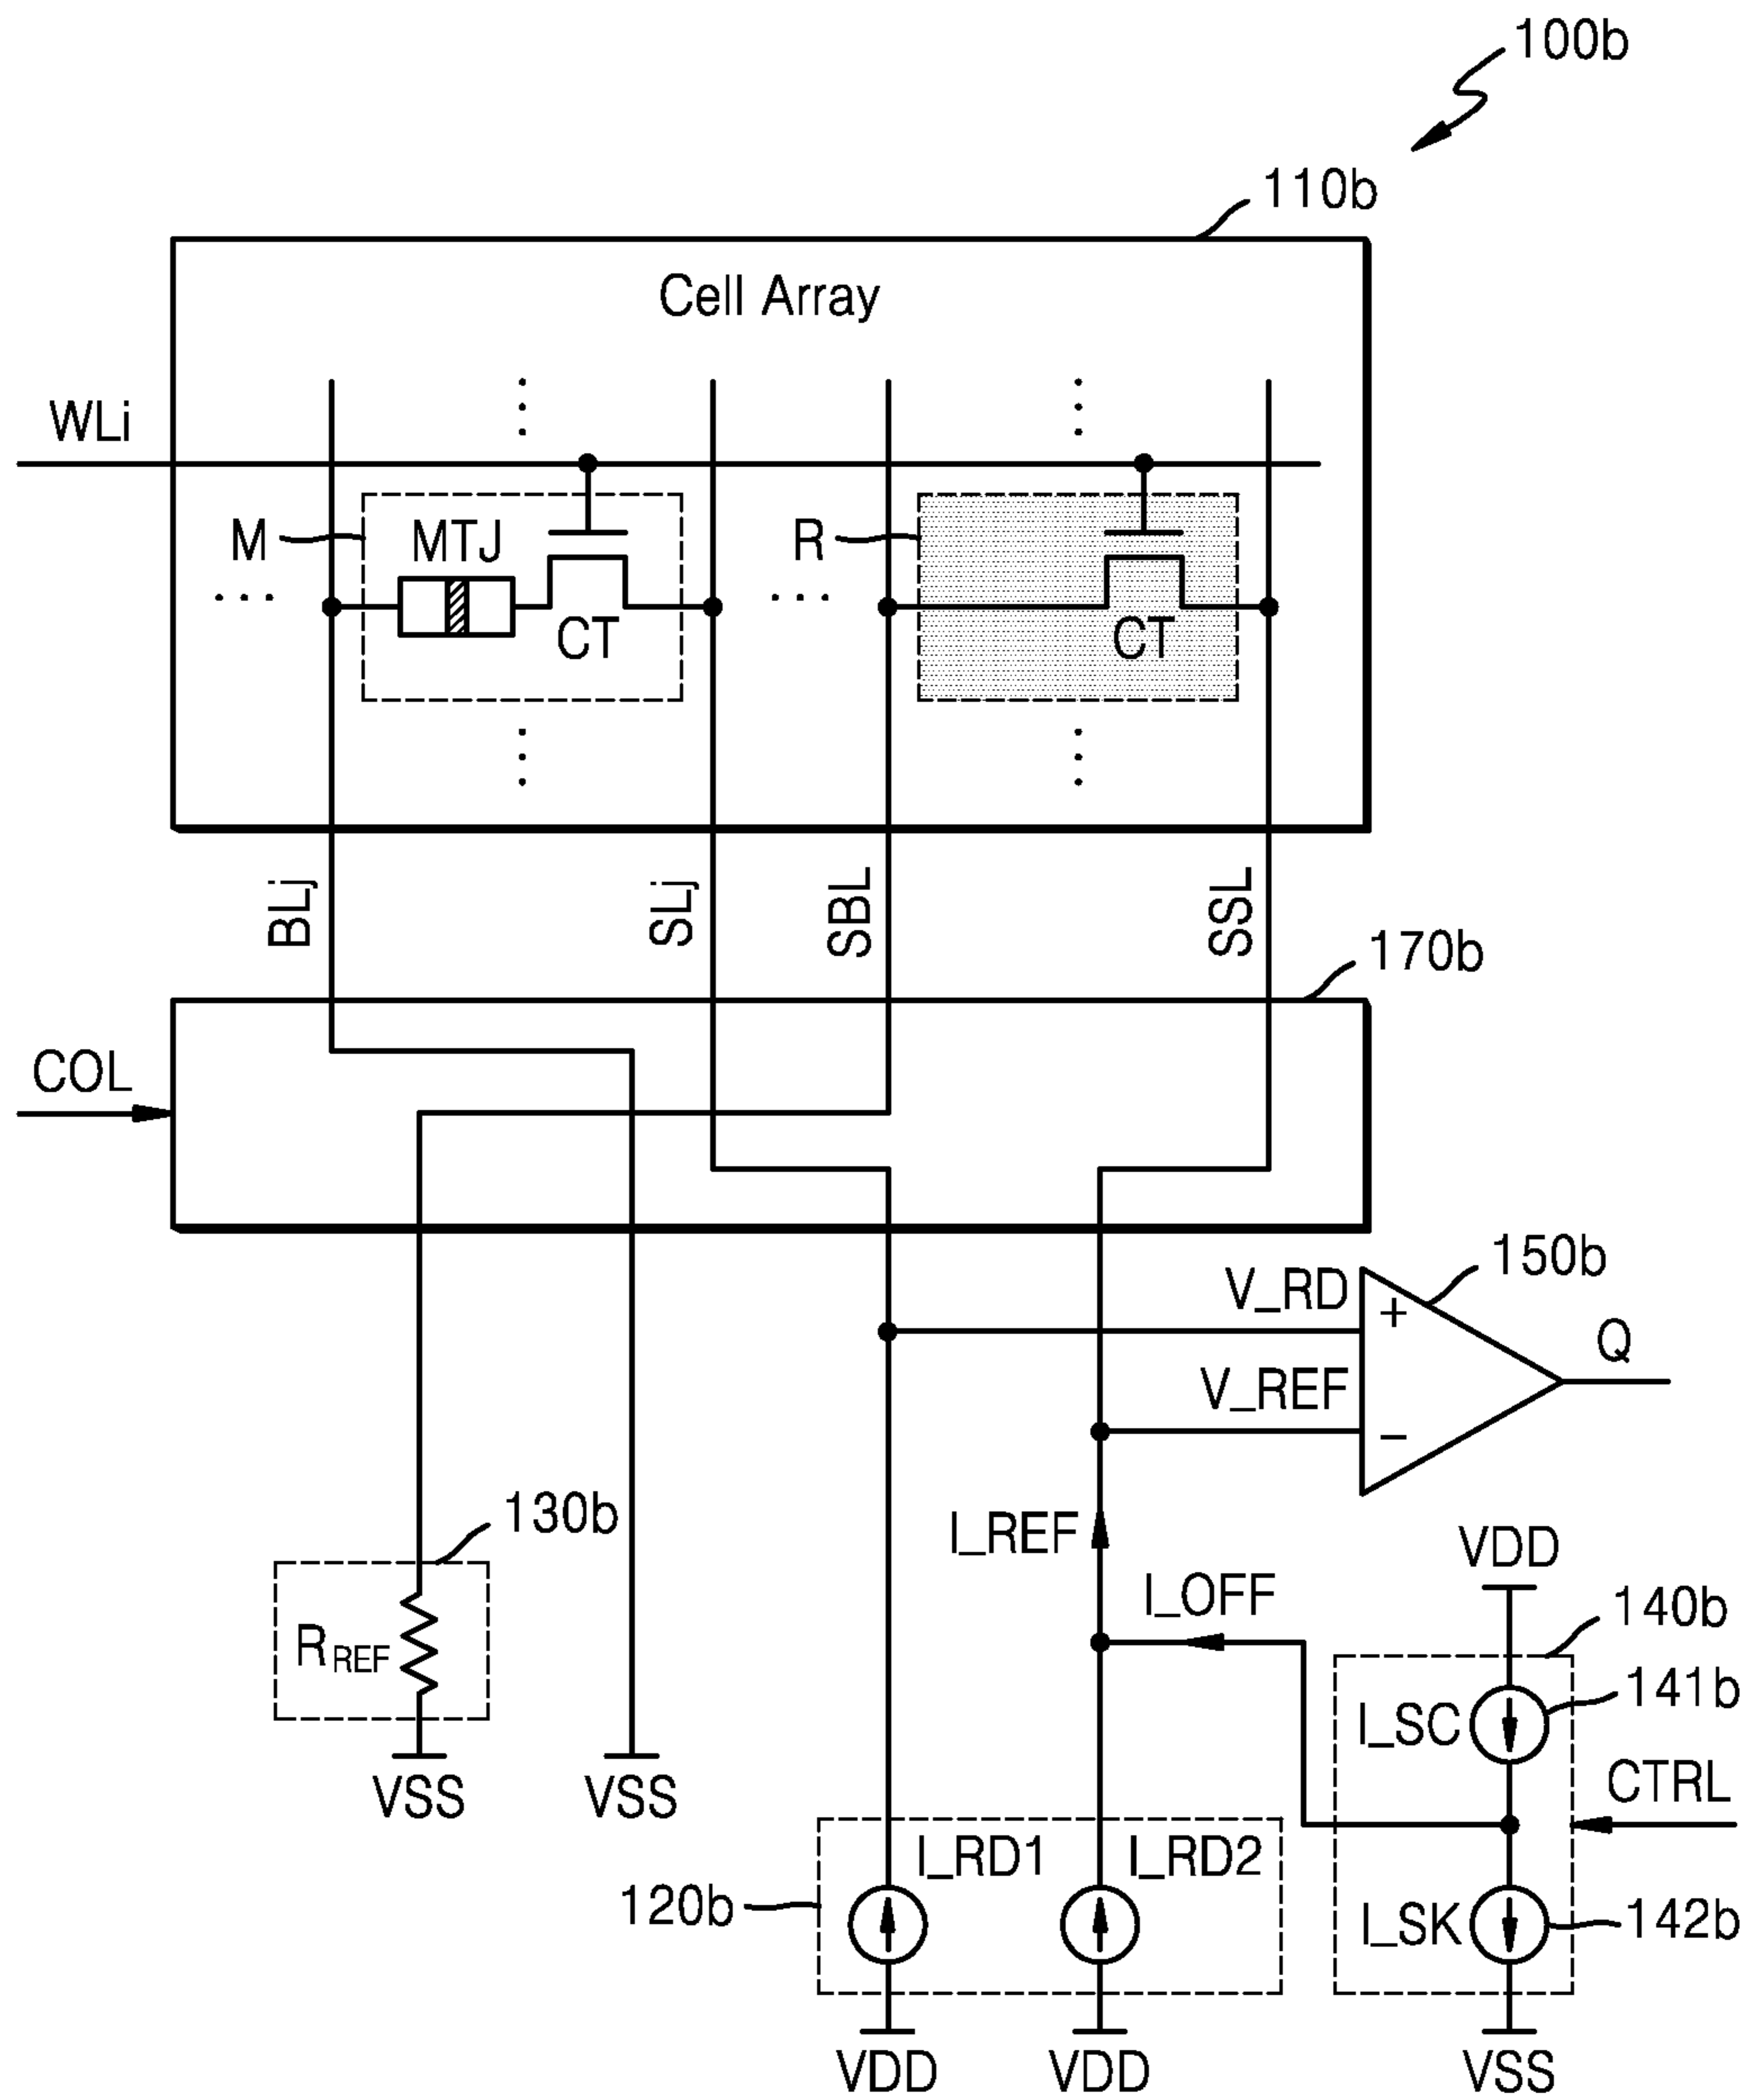 100b
110b
Cell Array
WLi
M
MTJ
CT
R
CT
BLj
SLj
SBL
SSL
170b
COL
150b
V_RD
+
Q
V_REF
−
130b
I_REF
VDD
I_OFF
140b
RREF
I_SC
141b
VSS
VSS
CTRL
I_RD1
I_RD2
120b
I_SK
142b
VDD
VDD
VSS